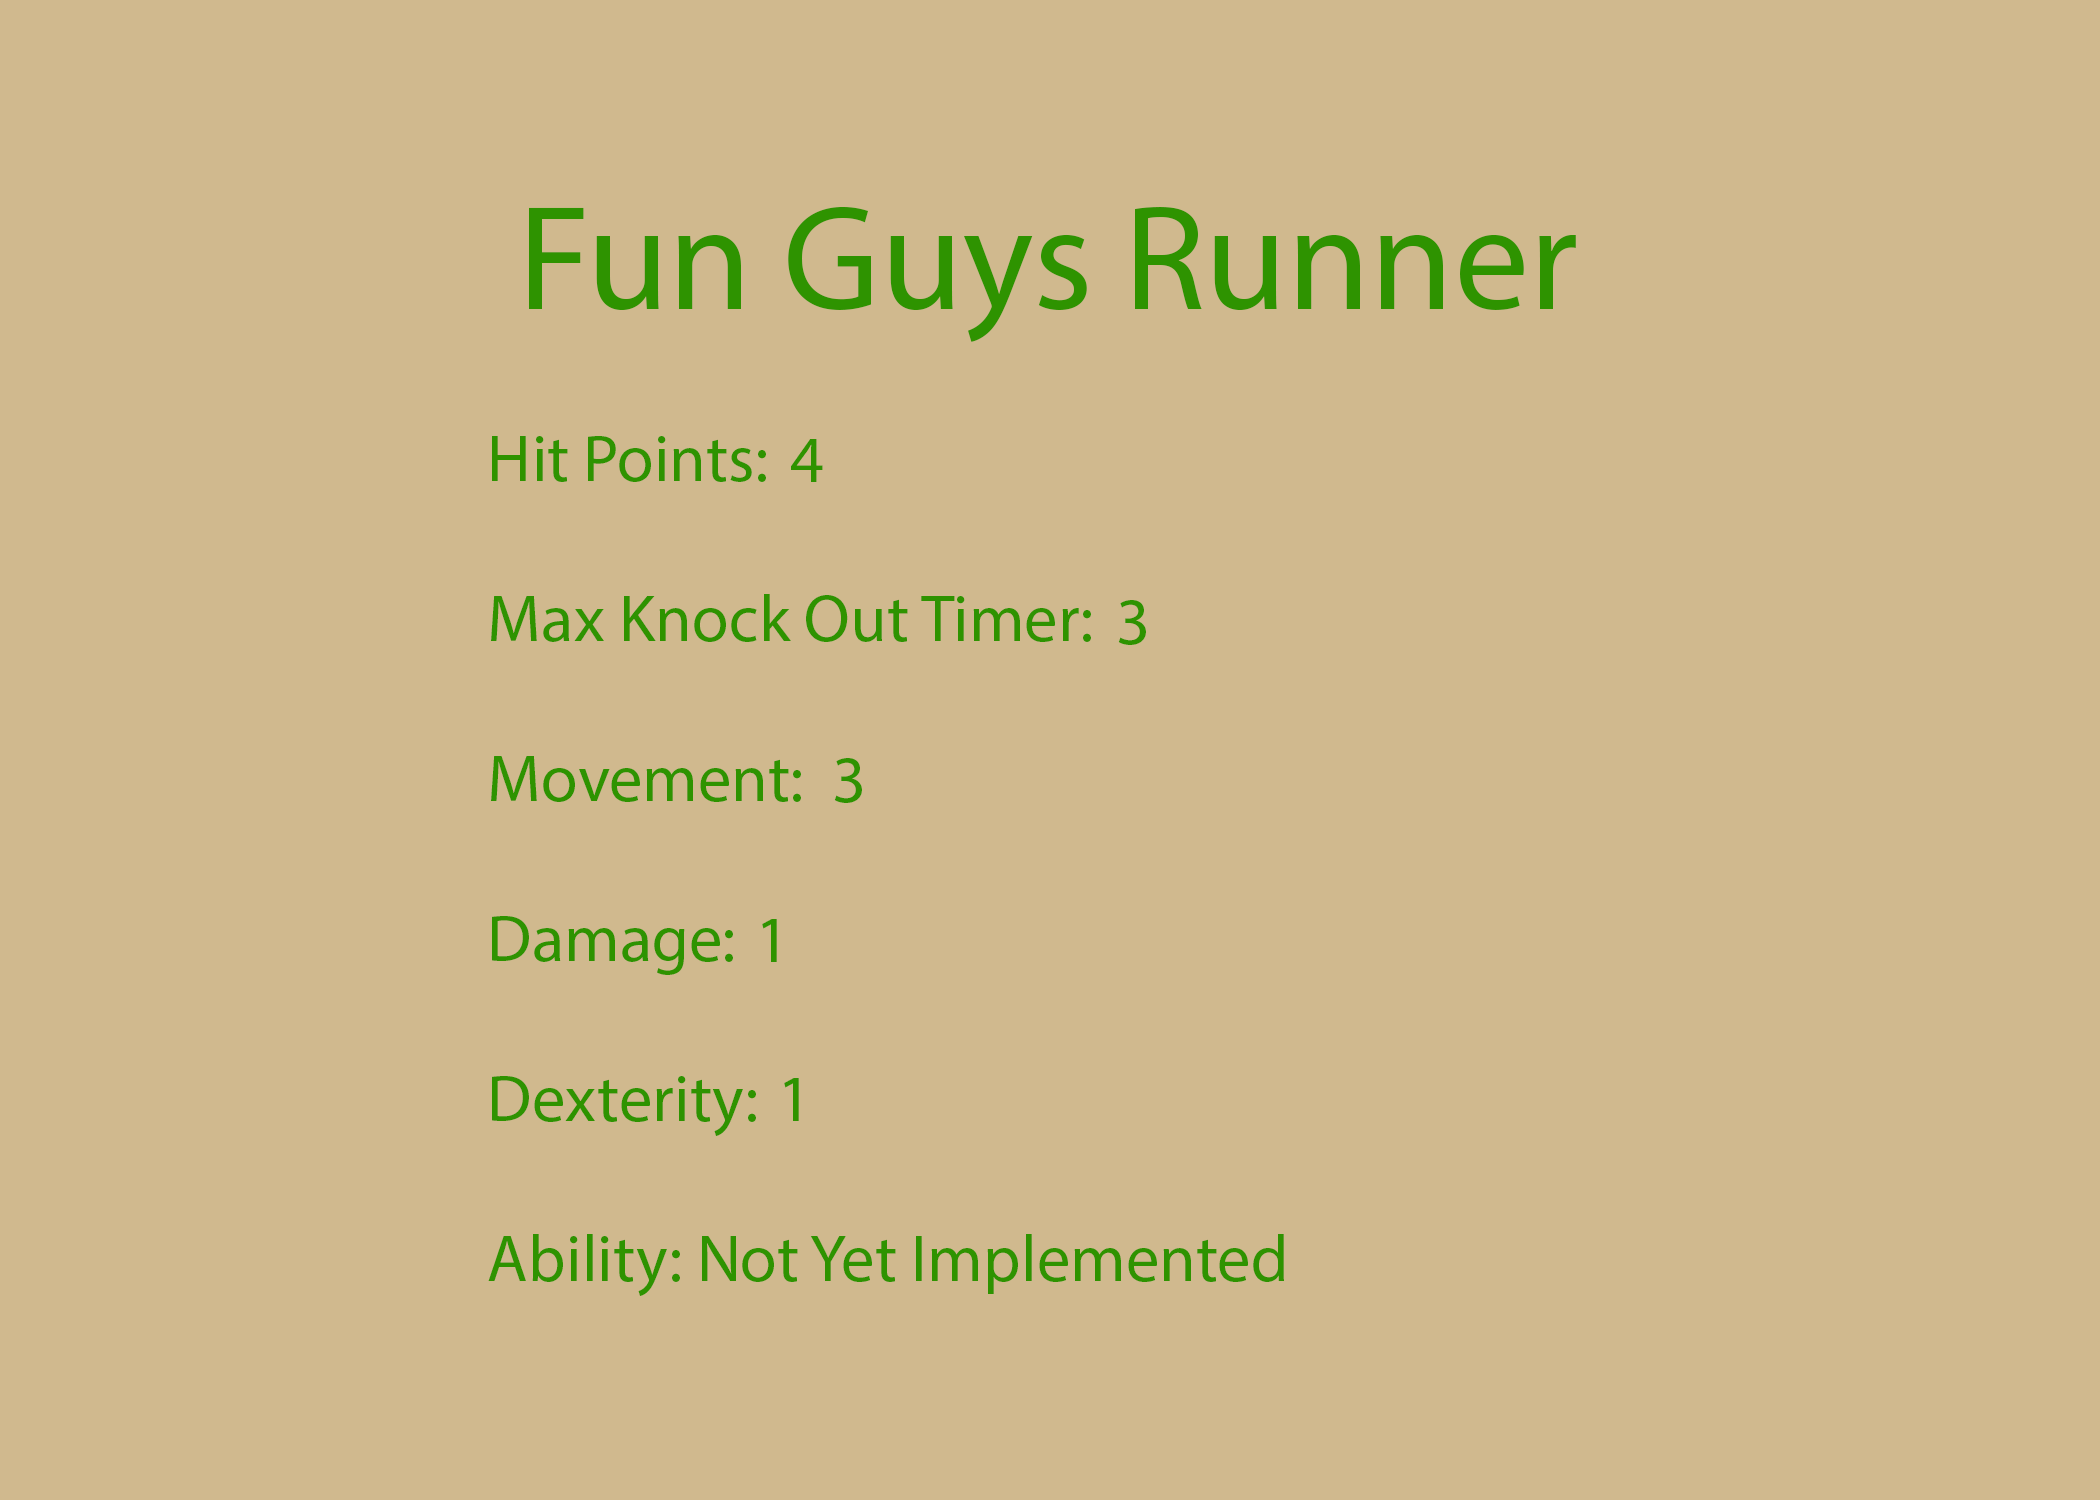 Fun Guys Runner
Hit Points: 4
Max Knock Out Timer: 3
Movement: 3
Damage: 1
Dexterity: 1
Ability: Not Yet Implemented